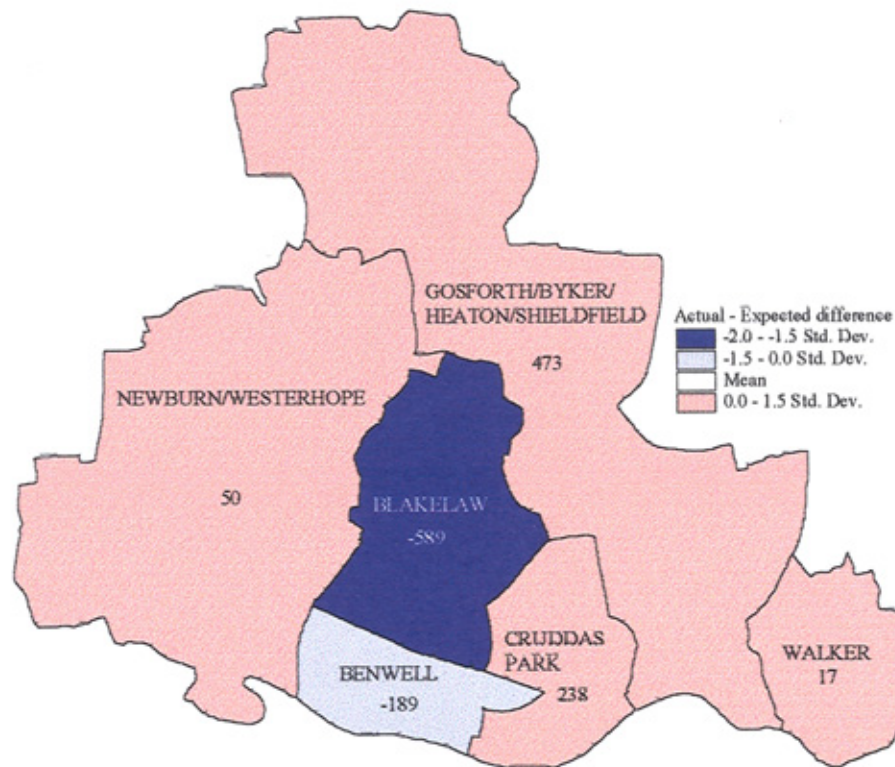 GOSFORTH/BYKER/
HEATON/SHIELDFIELD
473
Actual - Expected difference
-2.0 - -1.5 Std. Dev.
-1.5 - 0.0 Std. Dev.
Mean
0.0 - 1.5 Std. Dev.
NEWBURN/WESTERHOPE
50
BLAKELAW
-589
CRUDDAS
PARK
238
BENWELL
-189
WALKER
17